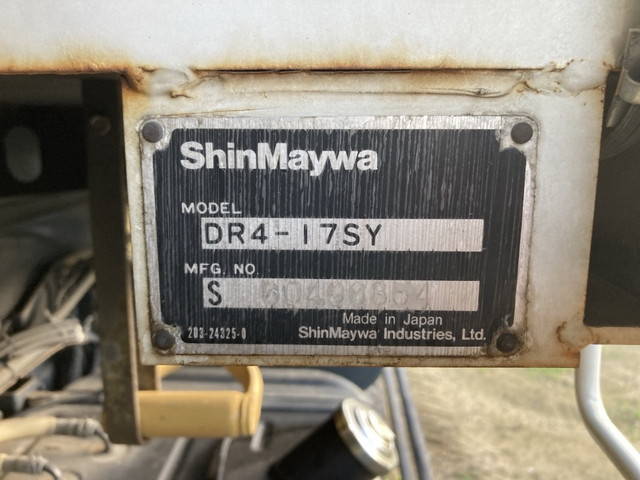 ShinMaywa
MODEL
DR4-17SY
MFG. NO.
S
Made in Japan
203-24325-0
ShinMaywa Industries, Ltd.